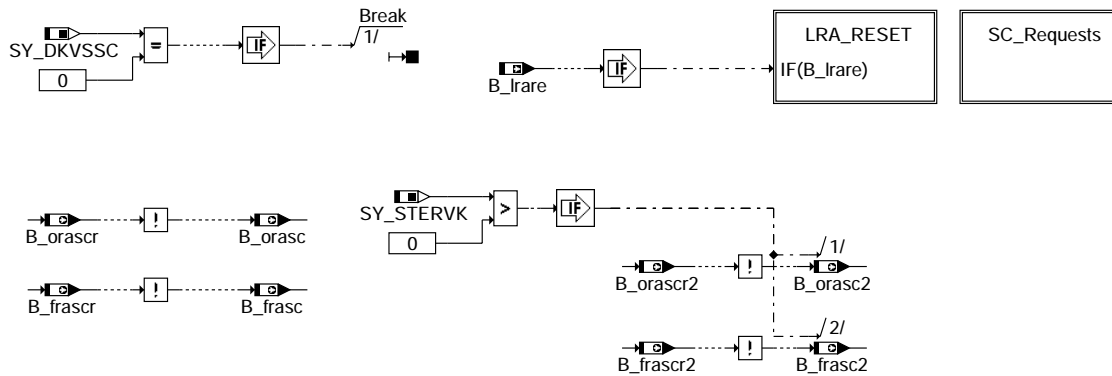 Break
1/
SY_DKVSSC
=
IF
0
LRA_RESET
SC_Requests
IF
IF(B_lrare)
B_lrare
SY_STERVK
>
IF
0
!
B_orascr
B_orasc
!
B_frascr
B_frasc
1/
!
B_orascr2
B_orasc2
2/
!
B_frascr2
B_frasc2